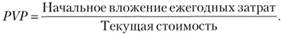 PVP = Начальное вложение ежегодных затрат
Текущая стоимость.